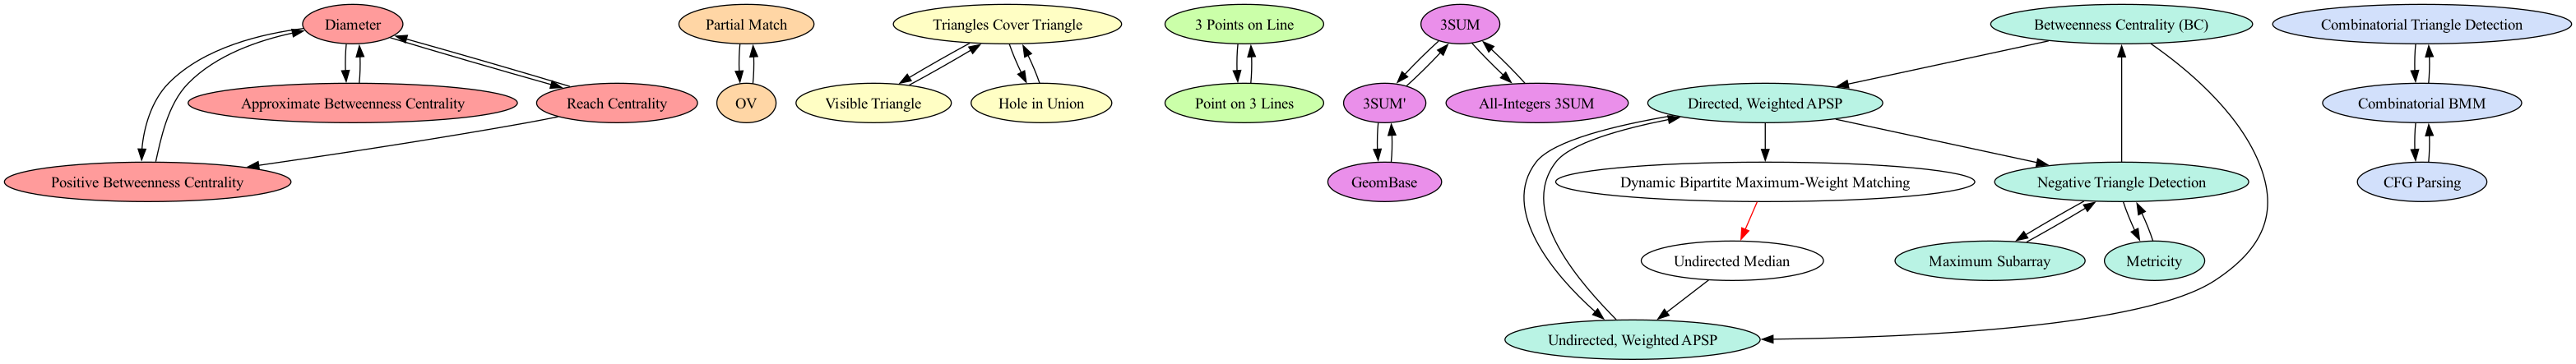 Diameter
Partial Match
Triangles Cover Triangle
3 Points on Line
3SUM
Betweenness Centrality (BC)
Combinatorial Triangle Detection
Approximate Betweenness Centrality
Reach Centrality
OV
Visible Triangle
Hole in Union
Point on 3 Lines
3SUM'
All-Integers 3SUM
Directed, Weighted APSP
Combinatorial BMM
Positive Betweenness Centrality
GeomBase
Dynamic Bipartite Maximum-Weight Matching
Negative Triangle Detection
CFG Parsing
Undirected Median
Maximum Subarray
Metricity
Undirected, Weighted APSP